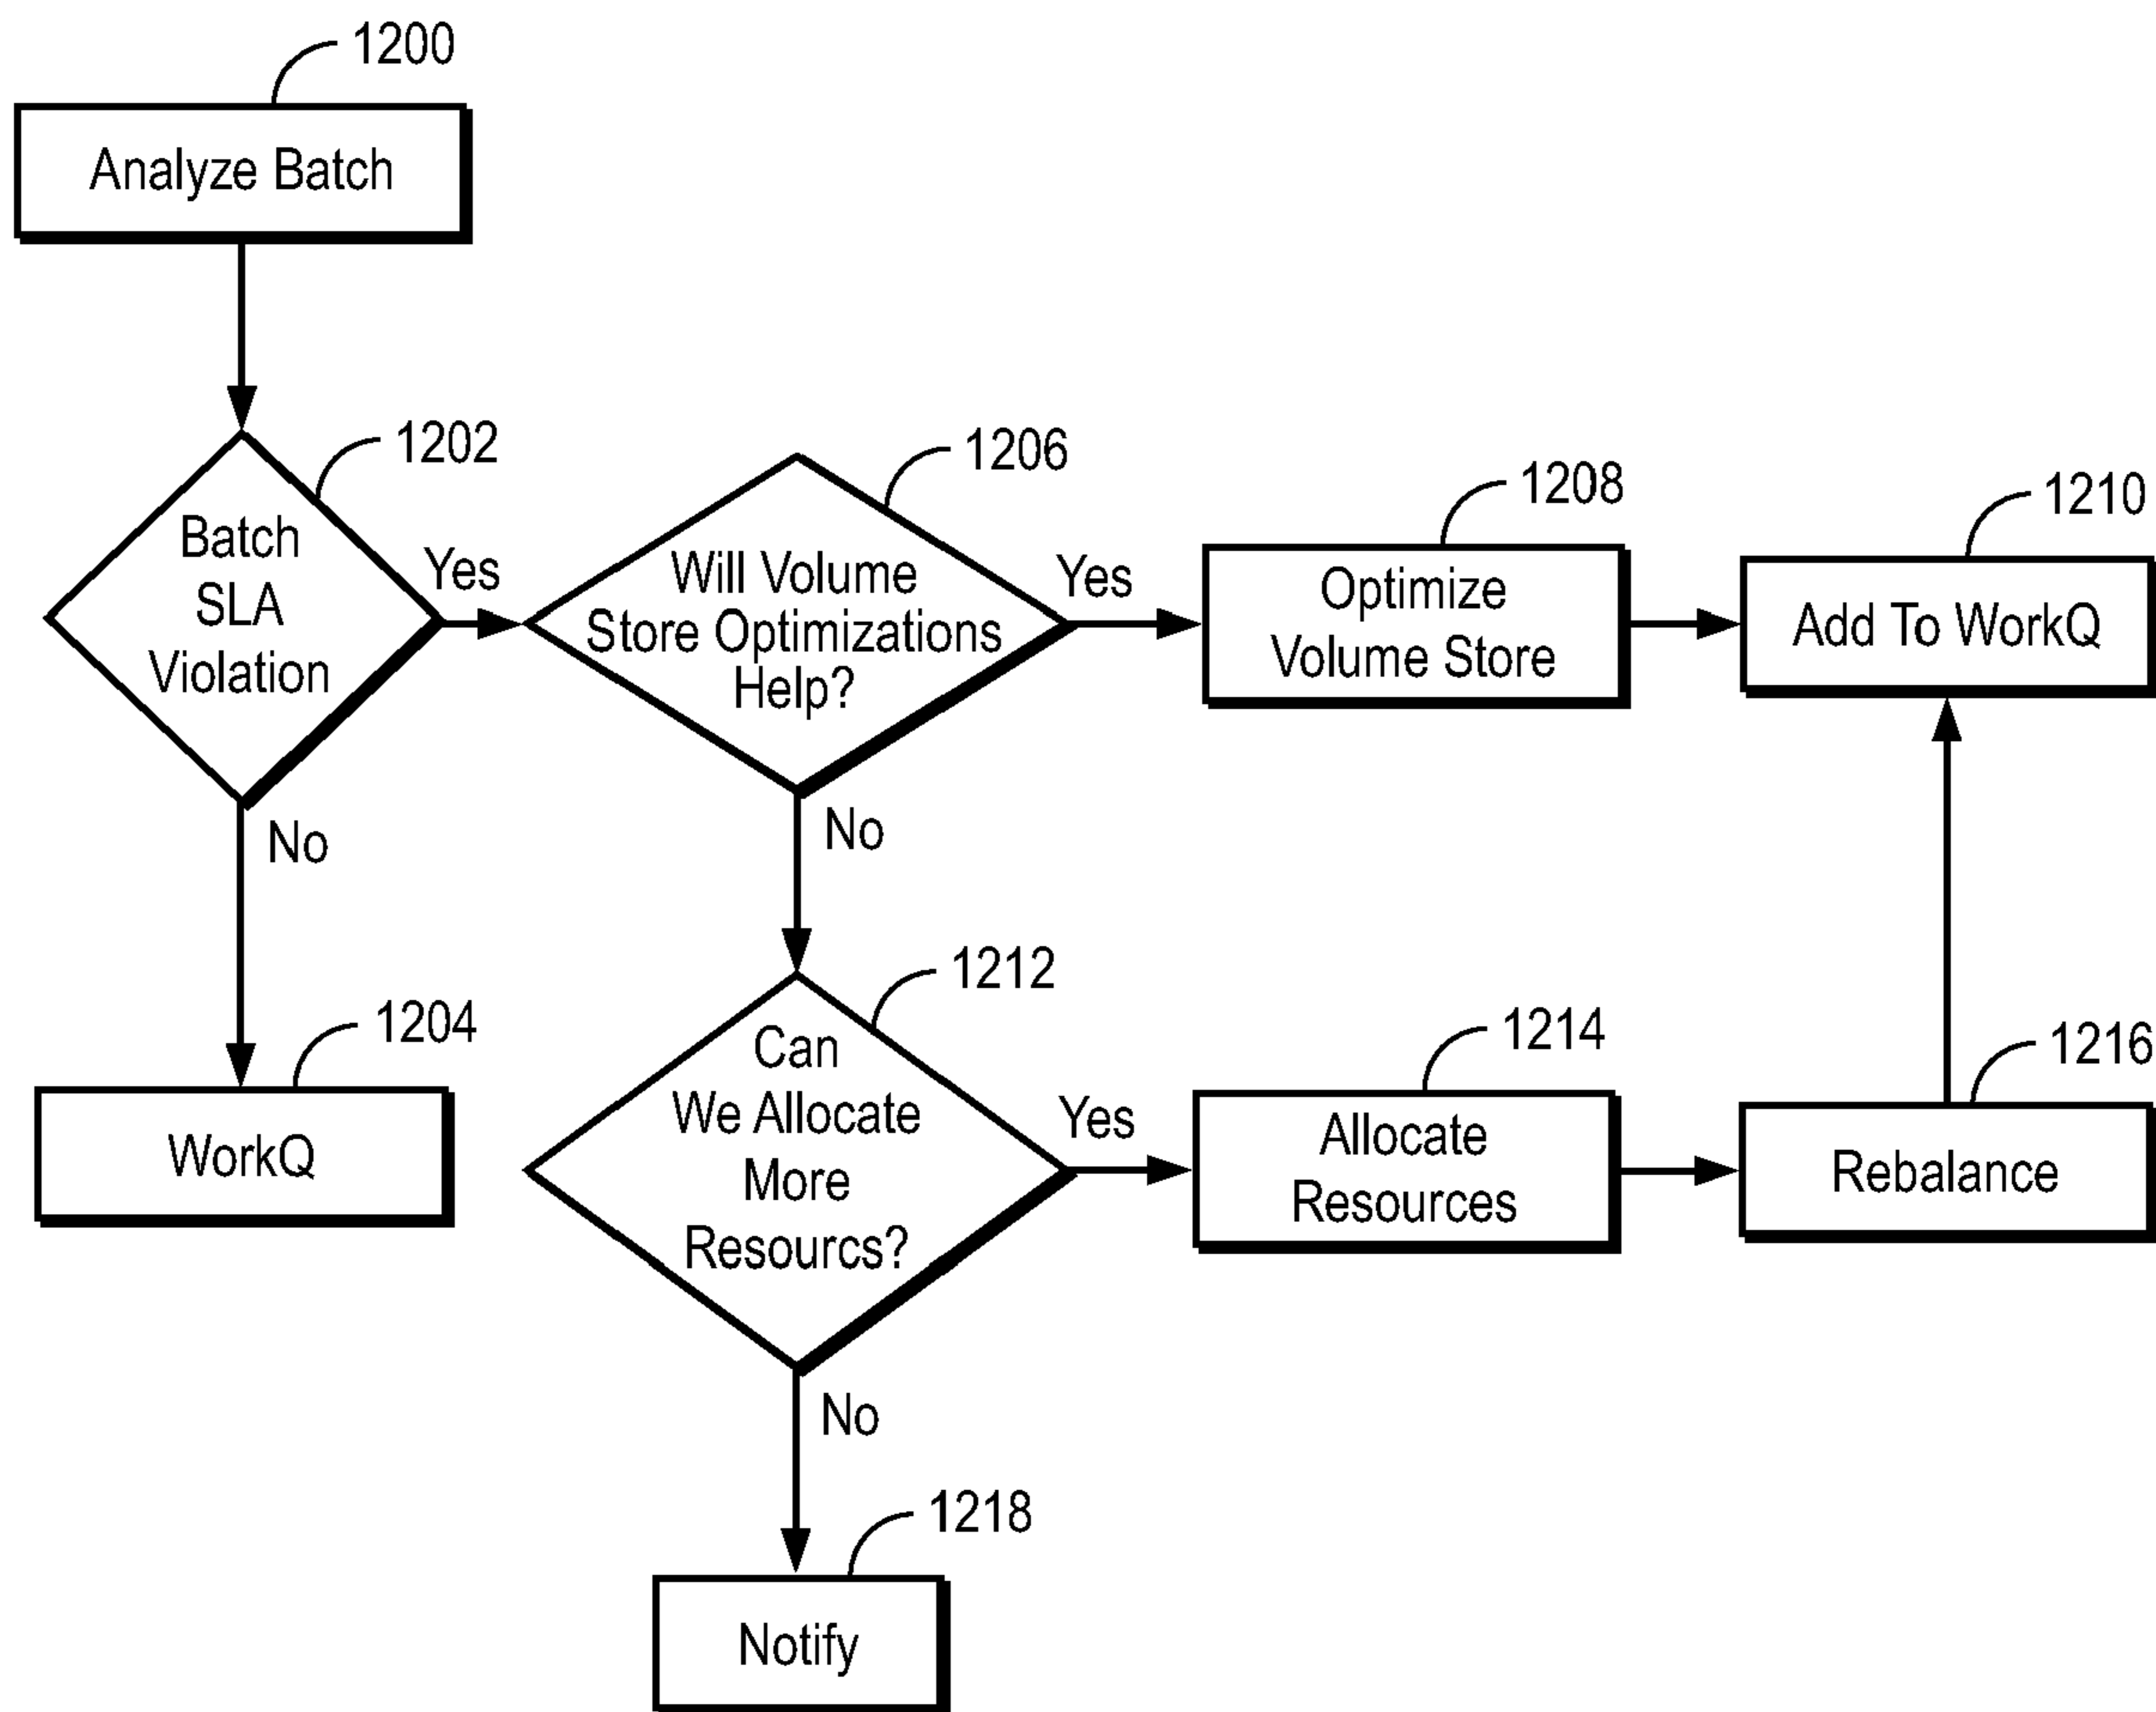 1200
Analyze Batch
1202
Batch
SLA
Violation
Yes
No
1204
WorkQ
1206
Will Volume
Store Optimizations
Help?
Yes
No
1208
Optimize
Volume Store
1210
Add To WorkQ
1212
Can
We Allocate
More
Resourcs?
Yes
No
1214
Allocate
Resources
1216
Rebalance
1218
Notify